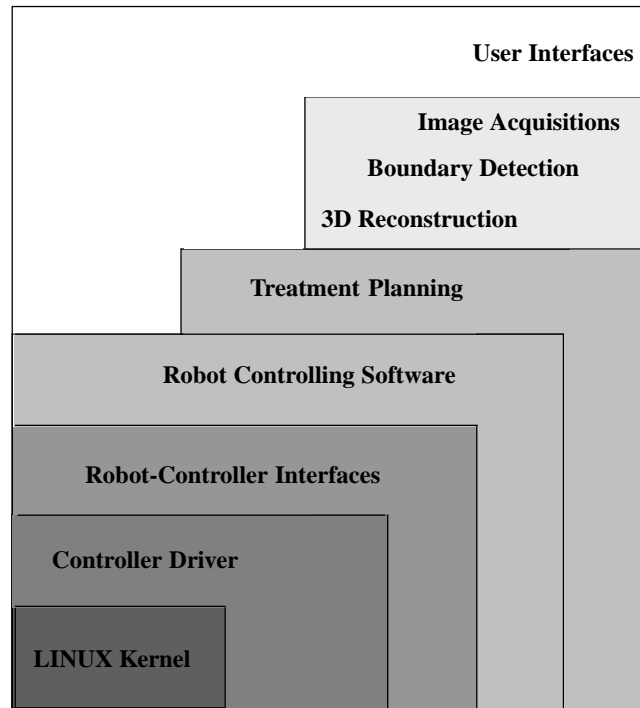 User Interfaces
Image Acquisitions
Boundary Detection
3D Reconstruction
Treatment Planning
Robot Controlling Software
Robot-Controller Interfaces
Controller Driver
LINUX Kernel